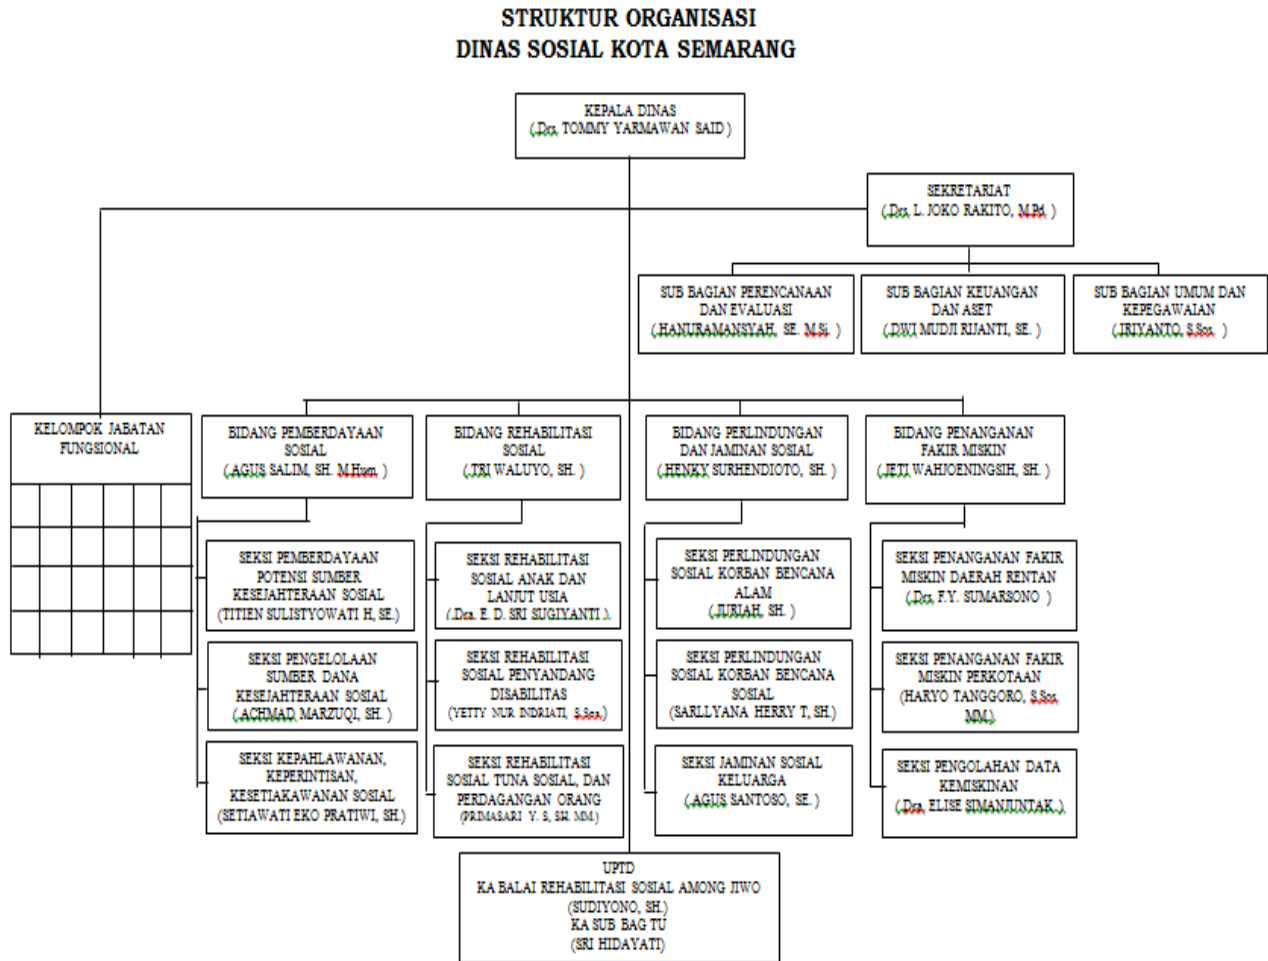 STRUKTUR ORGANISASI
DINAS SOSIAL KOTA SEMARANG
KEPALA DINAS
( Drs. TOMMY YARMAWAN SAID )
SEKRETARIAT
( Drs. L. JOKO RAKITO, M.Pd. )
SUB BAGIAN PERENCANAAN
DAN EVALUASI
( HANURAMANSYAH, SE. M.Si. )
SUB BAGIAN KEUANGAN
DAN ASET
( DWI MUDJI RIJANTI, SE. )
SUB BAGIAN UMUM DAN
KEPEGAWAIAN
( IRIYANTO, S.Sos. )
KELOMPOK JABATAN
FUNGSIONAL
BIDANG PEMBERDAYAAN
SOSIAL
( AGUS SALIM, SH. M.Hum. )
SEKSI PEMBERDAYAAN
POTENSI SUMBER
KESEJAHTERAAN SOSIAL
(TITIEN SULISTYOWATI H, SE.)
SEKSI PENGELOLAAN
SUMBER DANA
KESEJAHTERAAN SOSIAL
( ACHMAD MARZUQI, SH. )
SEKSI KEPAHLAWANAN,
KEPERINTISAN,
KESETIAKAWANAN SOSIAL
(SETIAWATI EKO PRATIWI, SH.)
BIDANG REHABILITASI
SOSIAL
( TRI WALUYO, SH. )
SEKSI REHABILITASI
SOSIAL ANAK DAN
LANJUT USIA
( Dra. E. D. SRI SUGIYANTI )
SEKSI REHABILITASI
SOSIAL PENYANDANG
DISABILITAS
(YETTY NUR INDRIATI, S.Sos.)
SEKSI REHABILITASI
SOSIAL TUNA SOSIAL, DAN
PERDAGANGAN ORANG
(PRIMASARI Y. S, SH. MM.)
BIDANG PERLINDUNGAN
DAN JAMINAN SOSIAL
( HENKY SURHENDIOTO, SH. )
SEKSI PERLINDUNGAN
SOSIAL KORBAN BENCANA
ALAM
( JURIAH, SH. )
SEKSI PERLINDUNGAN
SOSIAL KORBAN BENCANA
SOSIAL
(SARLLYANA HERRY T, SH.)
SEKSI JAMINAN SOSIAL
KELUARGA
( AGUS SANTOSO, SE. )
BIDANG PENANGANAN
FAKIR MISKIN
( JETI WAHJOENINGSIH, SH. )
SEKSI PENANGANAN FAKIR
MISKIN DAERAH RENTAN
( Drs. F.Y. SUMARSONO )
SEKSI PENANGANAN FAKIR
MISKIN PERKOTAAN
(HARYO TANGGORO, S.Sos,
MM.)
SEKSI PENGOLAHAN DATA
KEMISKINAN
( Dra. ELISE SIMANJUNTAK )
UPTD
KA BALAI REHABILITASI SOSIAL AMONG JIWO
(SUDIYONO, SH.)
KA SUB BAG TU
(SRI HIDAYATI)